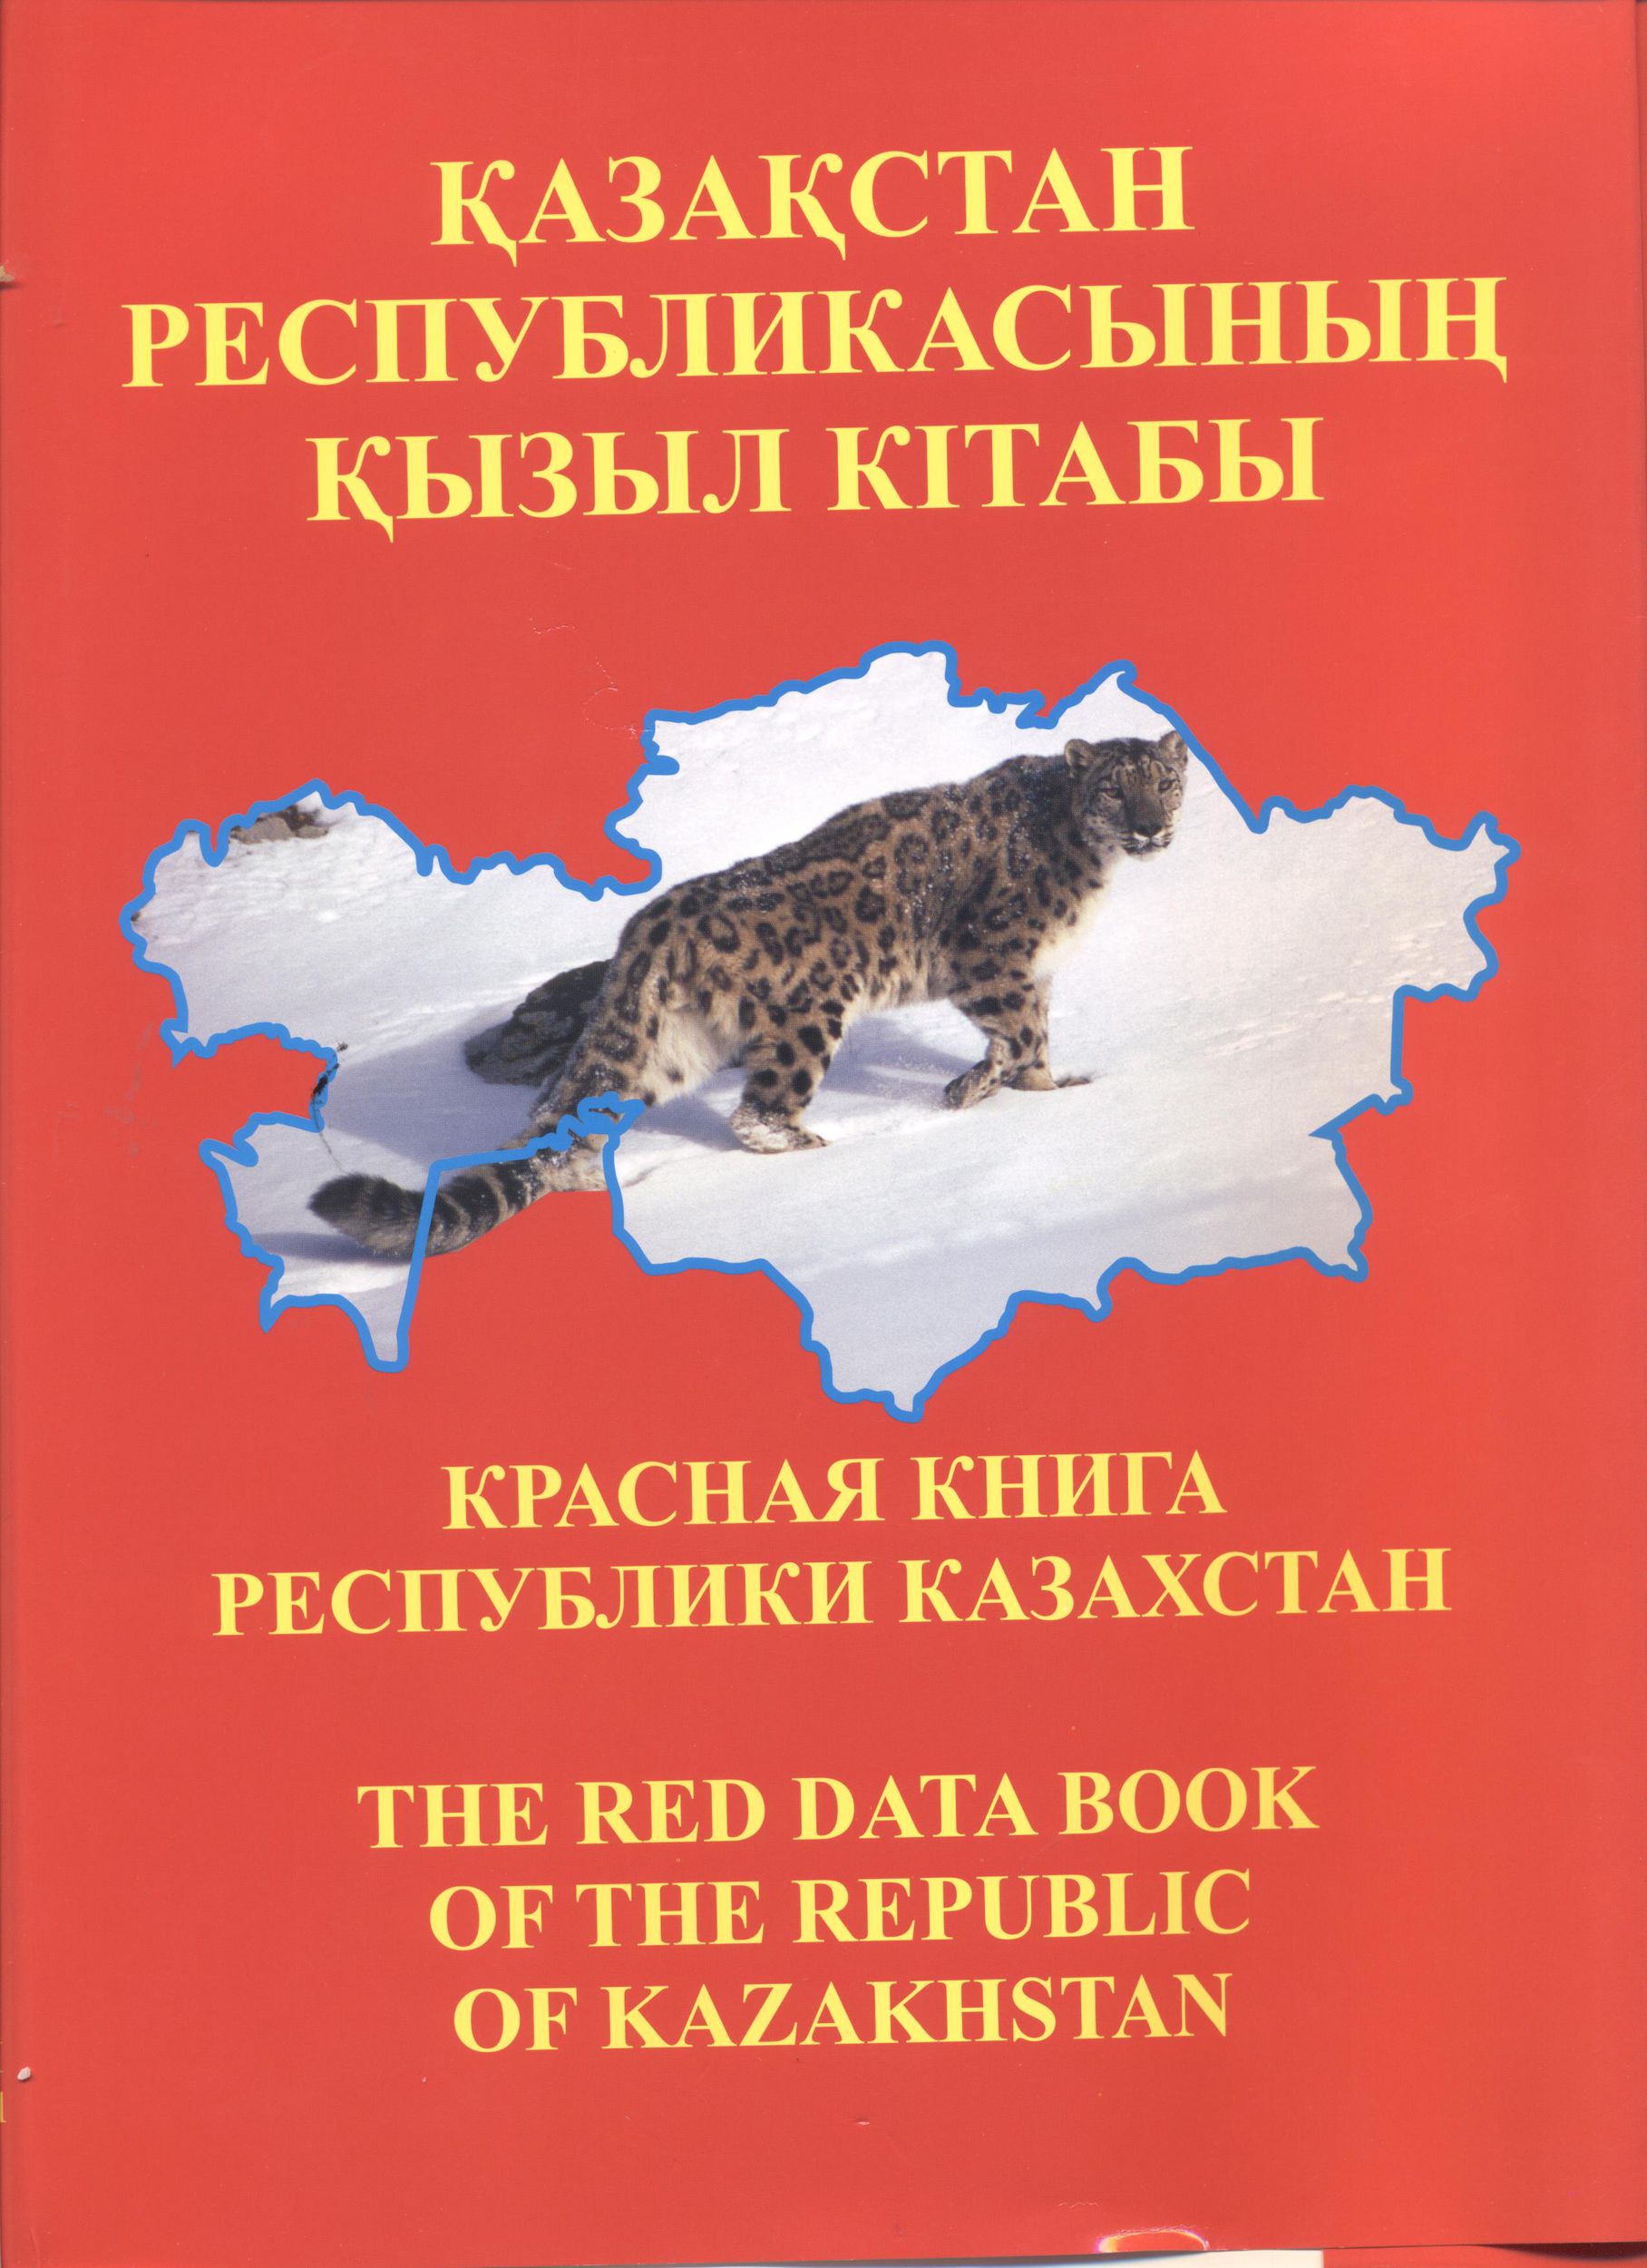 ҚАЗАҚСТАН
РЕСПУБЛИКАСЫНЫҢ
ҚЫЗЫЛ КІТАБЫ
КРАСНАЯ КНИГА
РЕСПУБЛИКИ КАЗАХСТАН
THE RED DATA BOOK
OF THE REPUBLIC
OF KAZAKHSTAN